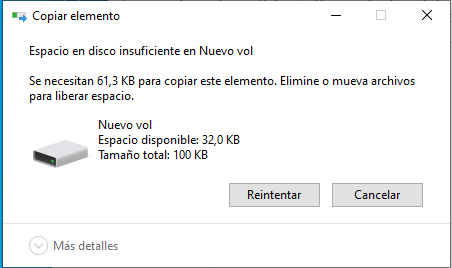 Copiar elemento
Espacio en disco insuficiente en Nuevo vol
Se necesitan 61,3 KB para copiar este elemento. Elimine o mueva archivos
para liberar espacio.
Nuevo vol
Espacio disponible: 32,0 KB
Tamaño total: 100 KB
Reintentar
Cancelar
Más detalles